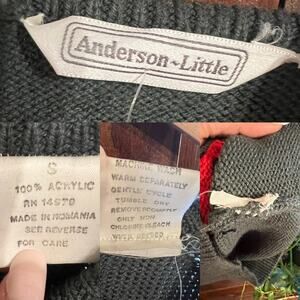 Anderson-Little
S
100% ACRYLIC
RN 14970
MADE IN ROMANIA
SEE REVERSE
FOR CARE
MACHINE WASH
WARM SEPARATELY
GENTLE CYCLE
TUMBLE DRY
REMOVE PROMPTLY
ONLY NON
CHLORINE BLEACH
WHEN NEEDED